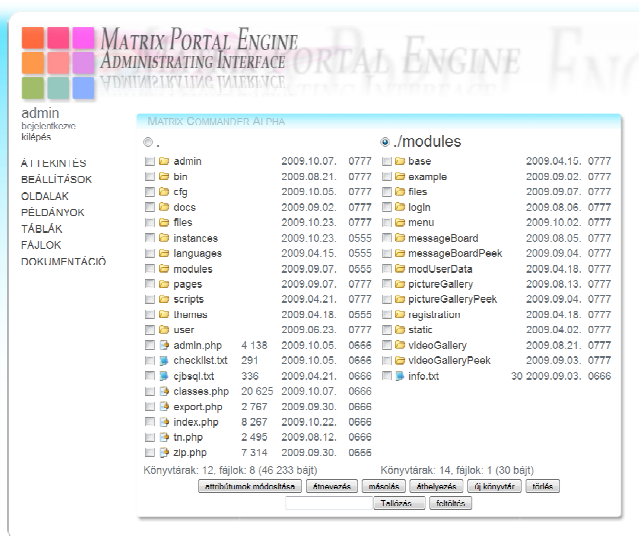 MATRIX PORTAL ENGINE
ADMINISTRATING INTERFACE
admin
bejelentkezve
kilépés
ÁTTEKINTÉS
BEÁLLÍTÁSOK
OLDALAK
PÉLDÁNYOK
TÁBLÁK
FÁJLOK
DOKUMENTÁCIÓ
MATRIX COMMANDER ALPHA
.
admin 2009.10.07. 0777
bin 2009.08.21. 0777
cfg 2009.10.05. 0777
docs 2009.09.02. 0777
files 2009.10.23. 0777
instances 2009.10.23. 0555
languages 2009.04.15. 0555
modules 2009.09.07. 0555
pages 2009.09.07. 0777
scripts 2009.04.21. 0777
themes 2009.04.18. 0555
user 2009.06.23. 0777
admin.php 4 138 2009.10.05. 0666
checklist.txt 291 2009.10.05. 0666
cjbsql.txt 336 2009.04.21. 0666
classes.php 20 625 2009.10.07. 0666
export.php 2 767 2009.09.30. 0666
index.php 8 267 2009.10.22. 0666
tn.php 2 495 2009.08.12. 0666
zip.php 7 314 2009.09.30. 0666
Könyvtárak: 12, fájlok: 8 (46 233 bájt)
./modules
base 2009.04.15. 0777
example 2009.09.02. 0777
files 2009.09.07. 0777
login 2009.08.06. 0777
menu 2009.10.02. 0777
messageBoard 2009.08.05. 0777
messageBoardPeek 2009.09.04. 0777
modUserData 2009.04.18. 0777
pictureGallery 2009.08.13. 0777
pictureGalleryPeek 2009.09.04. 0777
registration 2009.04.18. 0777
static 2009.04.02. 0777
videoGallery 2009.08.21. 0777
videoGalleryPeek 2009.09.03. 0777
info.txt 30 2009.09.03. 0666
Könyvtárak: 14, fájlok: 1 (30 bájt)
attribútumok módosítása átnevezés másolás áthelyezés új könyvtár törlés
Tallózás... feltöltés